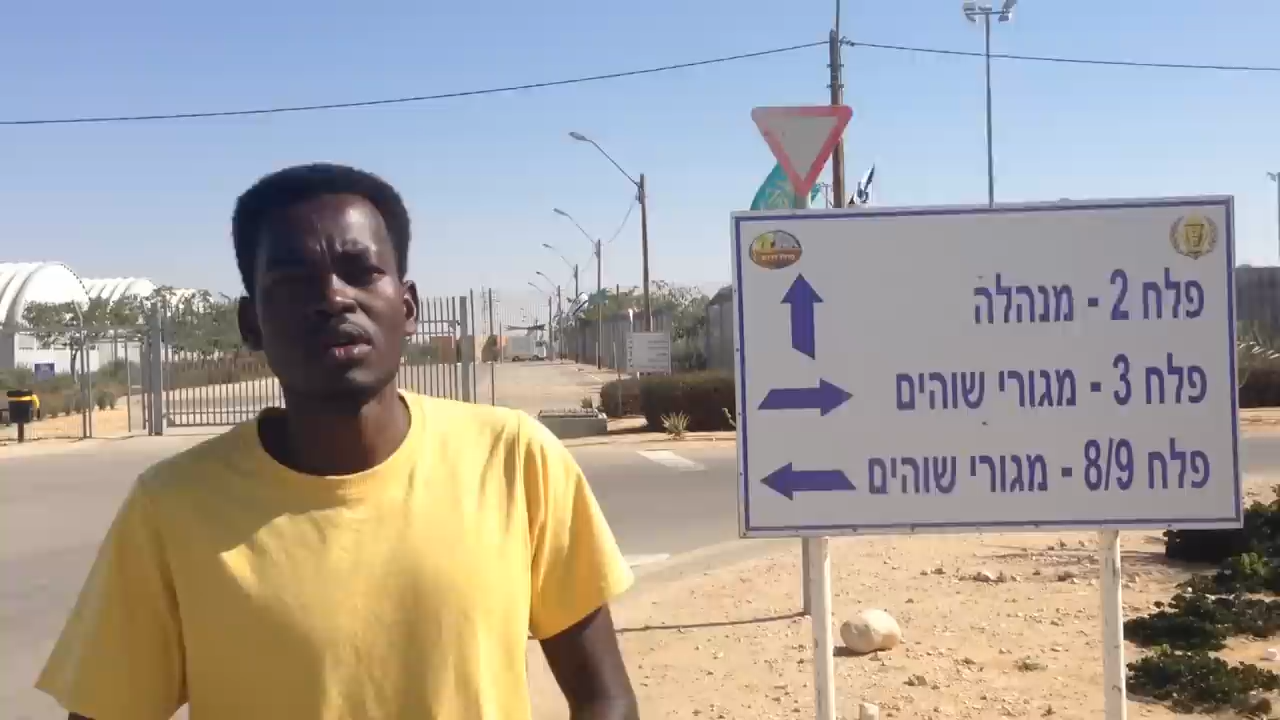 פלח 2 - מנהלה
פלח 3 - מגורי שוהים
פלח 8/9 - מגורי שוהים